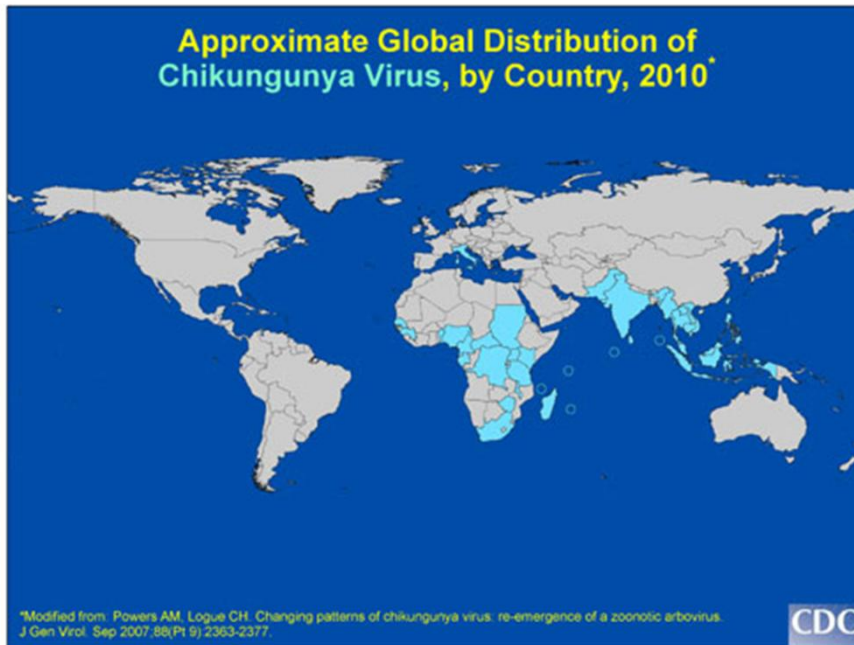 Approximate Global Distribution of
Chikungunya Virus, by Country, 2010*
*Modified from: Powers AM, Logue CH. Changing patterns of chikungunya virus: re-emergence of a zoonotic arbovirus.
J Gen Virol. Sep 2007;88(Pt 9):2363-2377.
CDC